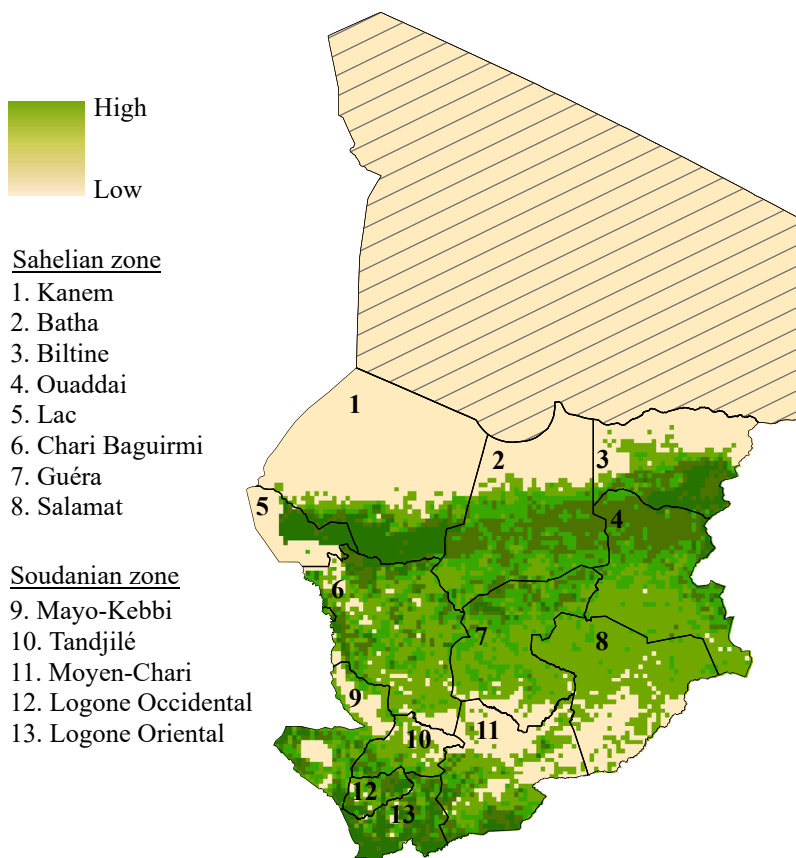 High
Low
Sahelian zone
1. Kanem
2. Batha
3. Biltine
4. Ouaddai
5. Lac
6. Chari Baguirmi
7. Guéra
8. Salamat
Soudanian zone
9. Mayo-Kebbi
10. Tandjilé
11. Moyen-Chari
12. Logone Occidental
13. Logone Oriental
1
2
3
4
5
6
7
8
9
10
11
12
13